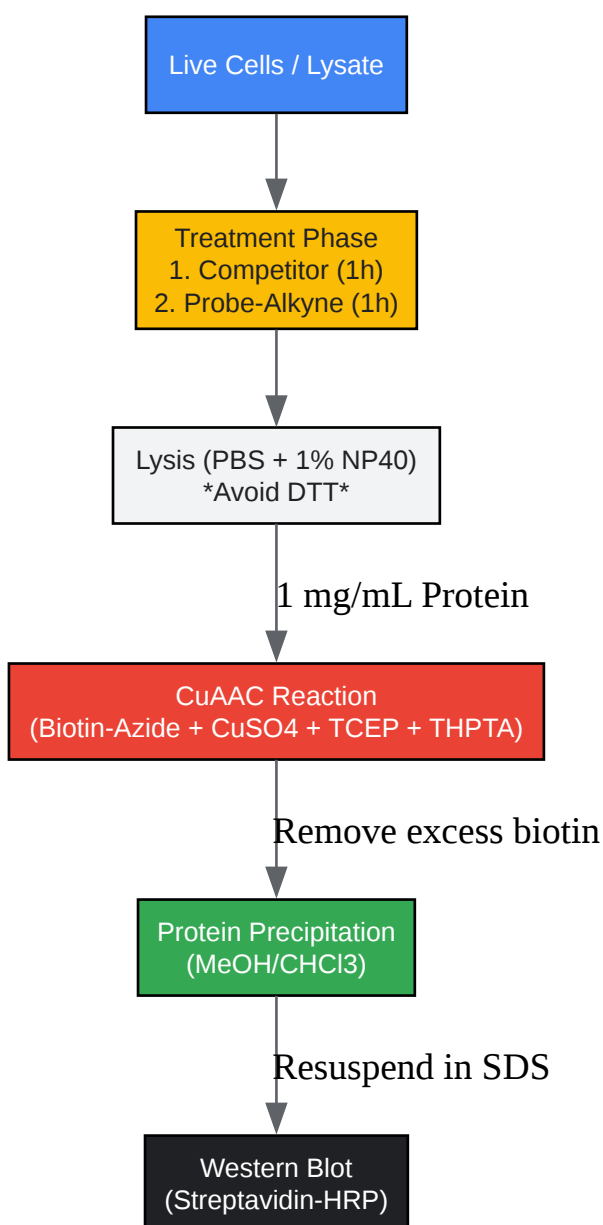 Live Cells / Lysate
Treatment Phase
1. Competitor (1h)
2. Probe-Alkyne (1h)
Lysis (PBS + 1% NP40)
*Avoid DTT*
1 mg/mL Protein
CuAAC Reaction
(Biotin-Azide + CuSO4 + TCEP + THPTA)
Remove excess biotin
Protein Precipitation
(MeOH/CHCl3)
Resuspend in SDS
Western Blot
(Streptavidin-HRP)